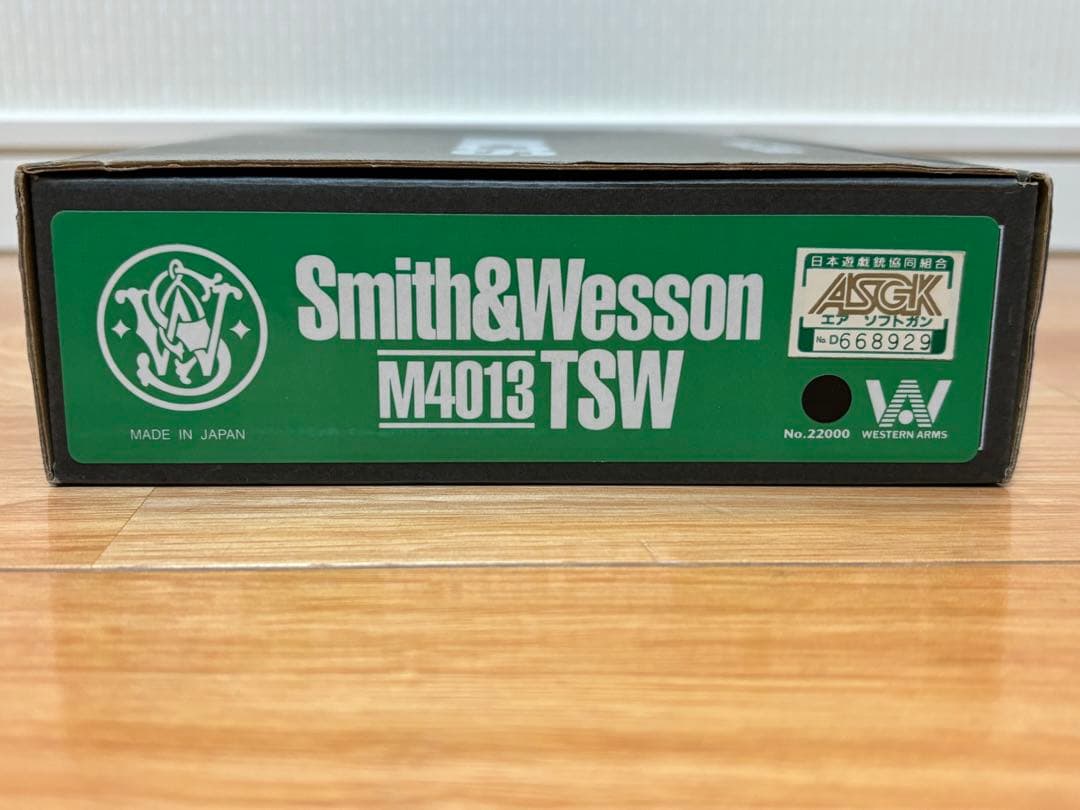 Smith&Wesson
M4013 TSW
MADE IN JAPAN
日本遊戯銃協同組合
ASGK
エアーソフトガン
No. D668929
No.22000
WESTERN ARMS